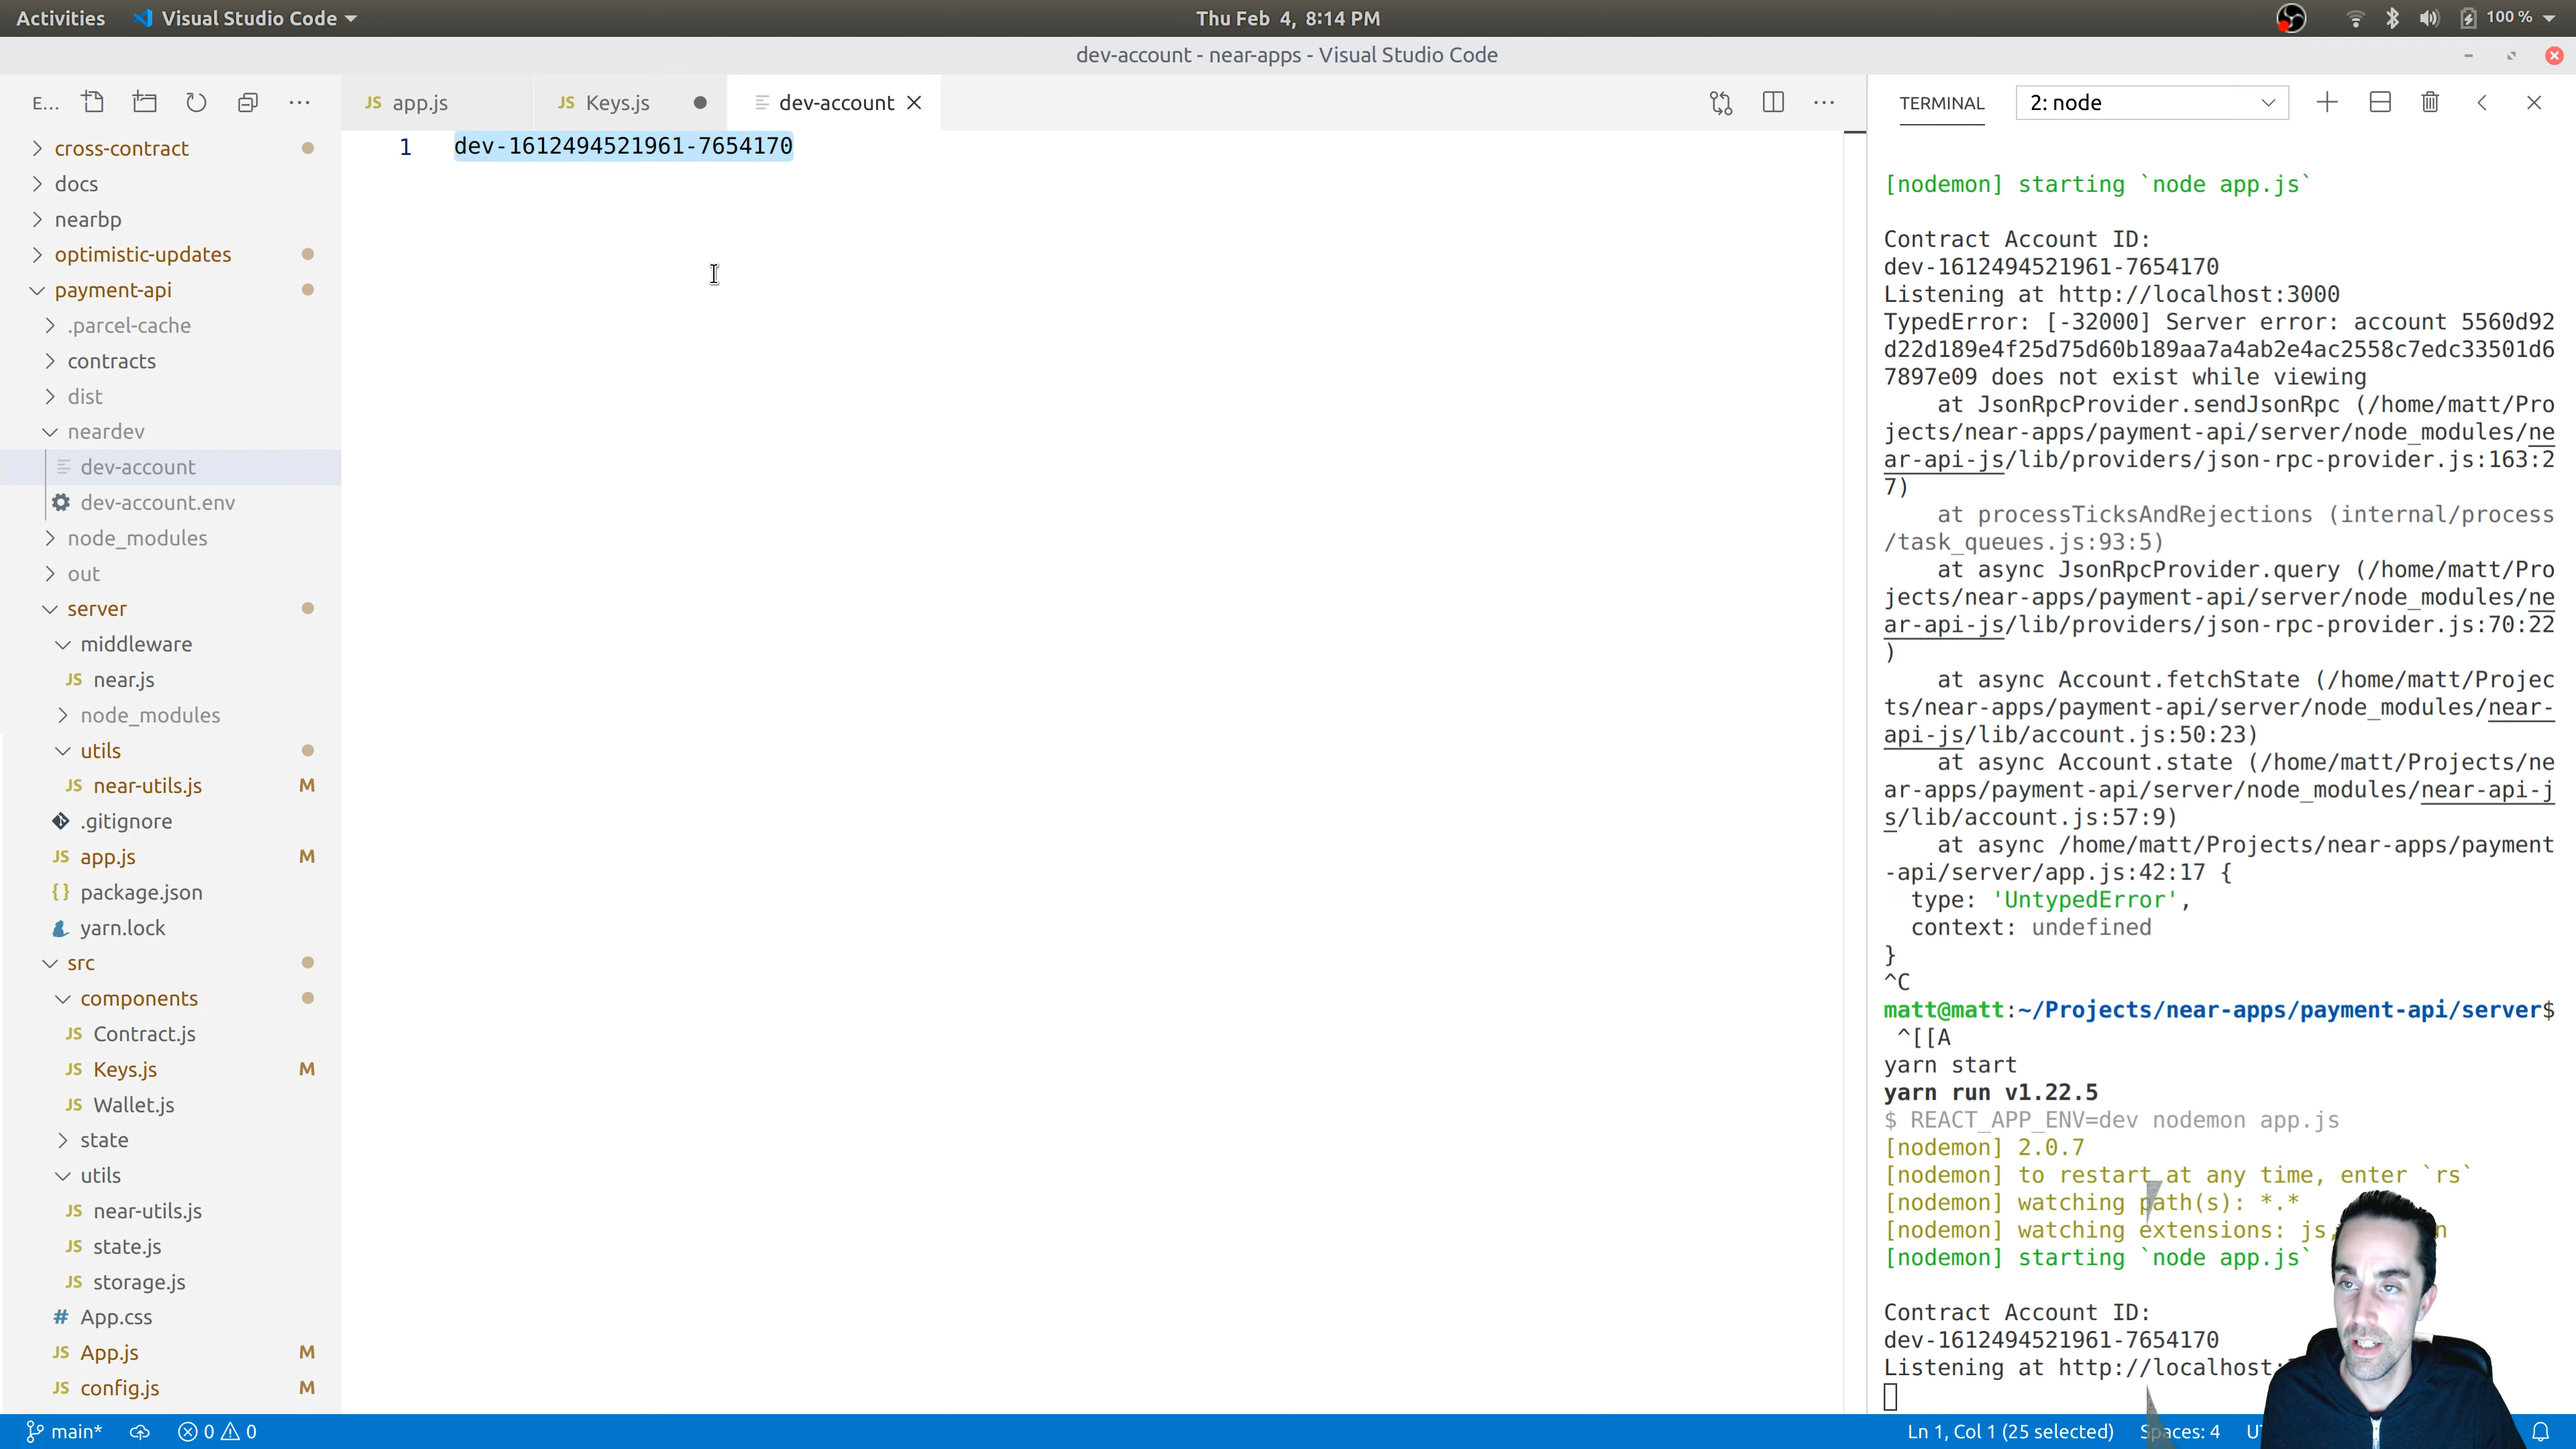 Activities
Visual Studio Code
Thu Feb 4, 8:14 PM
100 %
dev-account - near-apps - Visual Studio Code
E...
JS app.js
JS Keys.js
dev-account
TERMINAL
2: node
1 dev-1612494521961-7654170
cross-contract
docs
nearbp
optimistic-updates
payment-api
.parcel-cache
contracts
dist
neardev
dev-account
dev-account.env
node_modules
out
server
middleware
JS near.js
node_modules
utils
JS near-utils.js M
.gitignore
JS app.js M
{} package.json
yarn.lock
src
components
JS Contract.js
JS Keys.js M
JS Wallet.js
state
utils
JS near-utils.js
JS state.js
JS storage.js
# App.css
JS App.js M
JS config.js M
[nodemon] starting `node app.js`
Contract Account ID:
dev-1612494521961-7654170
Listening at http://localhost:3000
TypedError: [-32000] Server error: account 5560d92
d22d189e4f25d75d60b189aa7a4ab2e4ac2558c7edc33501d6
7897e09 does not exist while viewing
at JsonRpcProvider.sendJsonRpc (/home/matt/Pro
jects/near-apps/payment-api/server/node_modules/ne
ar-api-js/lib/providers/json-rpc-provider.js:163:2
7)
at processTicksAndRejections (internal/process
/task_queues.js:93:5)
at async JsonRpcProvider.query (/home/matt/Pro
jects/near-apps/payment-api/server/node_modules/ne
ar-api-js/lib/providers/json-rpc-provider.js:70:22
)
at async Account.fetchState (/home/matt/Projec
ts/near-apps/payment-api/server/node_modules/near-
api-js/lib/account.js:50:23)
at async Account.state (/home/matt/Projects/ne
ar-apps/payment-api/server/node_modules/near-api-j
s/lib/account.js:57:9)
at async /home/matt/Projects/near-apps/payment
-api/server/app.js:42:17 {
type: 'UntypedError',
context: undefined
}
^C
matt@matt:~/Projects/near-apps/payment-api/server$
^[[A
yarn start
yarn run v1.22.5
$ REACT_APP_ENV=dev nodemon app.js
[nodemon] 2.0.7
[nodemon] to restart at any time, enter `rs`
[nodemon] watching path(s): *.*
[nodemon] watching extensions: js,
[nodemon] starting `node app.js`
Contract Account ID:
dev-1612494521961-7654170
Listening at http://localhost:
main*
0 0
Ln 1, Col 1 (25 selected)
Spaces: 4